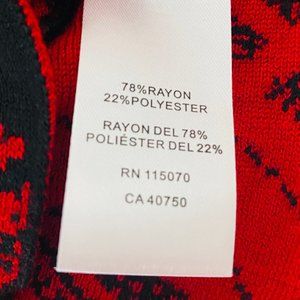 78%RAYON
22%POLYESTER
RAYON DEL 78%
POLIÉSTER DEL 22%
RN 115070
CA 40750